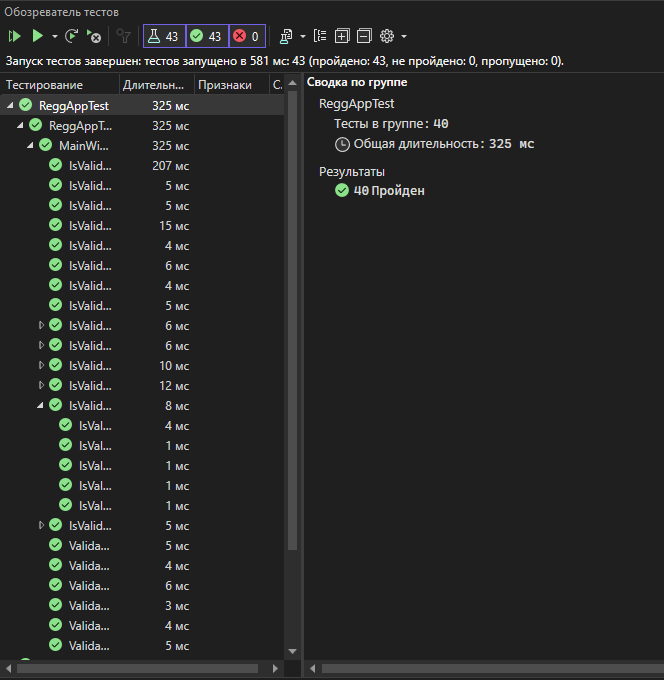 Обозреватель тестов
43 43 0
Запуск тестов завершен: тестов запущено в 581 мс: 43 (пройдено: 43, не пройдено: 0, пропущено: 0).
Тестирование Длительн... Признаки С
ReggAppTest 325 мс
ReggAppT... 325 мс
MainWi... 325 мс
IsValid... 207 мс
IsValid... 5 мс
IsValid... 5 мс
IsValid... 15 мс
IsValid... 4 мс
IsValid... 6 мс
IsValid... 4 мс
IsValid... 5 мс
IsValid... 6 мс
IsValid... 6 мс
IsValid... 10 мс
IsValid... 12 мс
IsValid... 8 мс
IsVal... 4 мс
IsVal... 1 мс
IsVal... 1 мс
IsVal... 1 мс
IsVal... 1 мс
IsValid... 5 мс
Valida... 5 мс
Valida... 4 мс
Valida... 6 мс
Valida... 3 мс
Valida... 4 мс
Valida... 5 мс
Сводка по группе
ReggAppTest
Тесты в группе: 40
Общая длительность: 325 мс
Результаты
40 Пройден